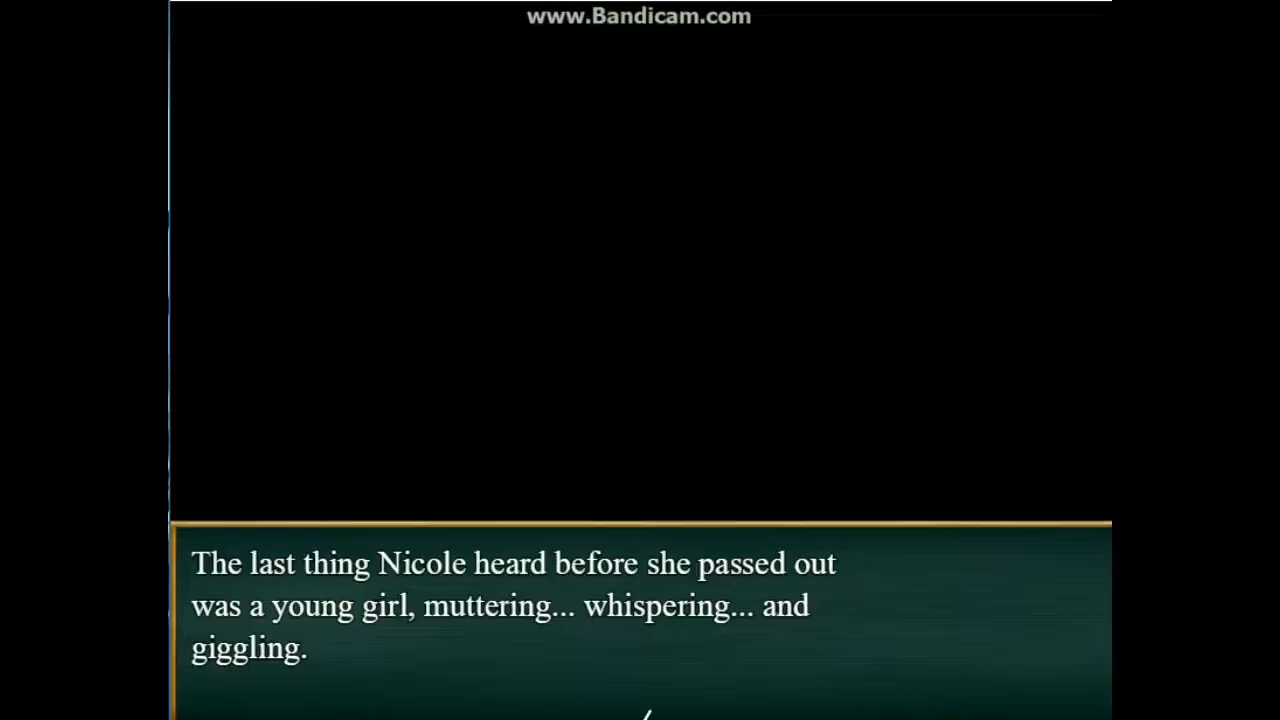 www.Bandicam.com
The last thing Nicole heard before she passed out
was a young girl, muttering... whispering... and
giggling.